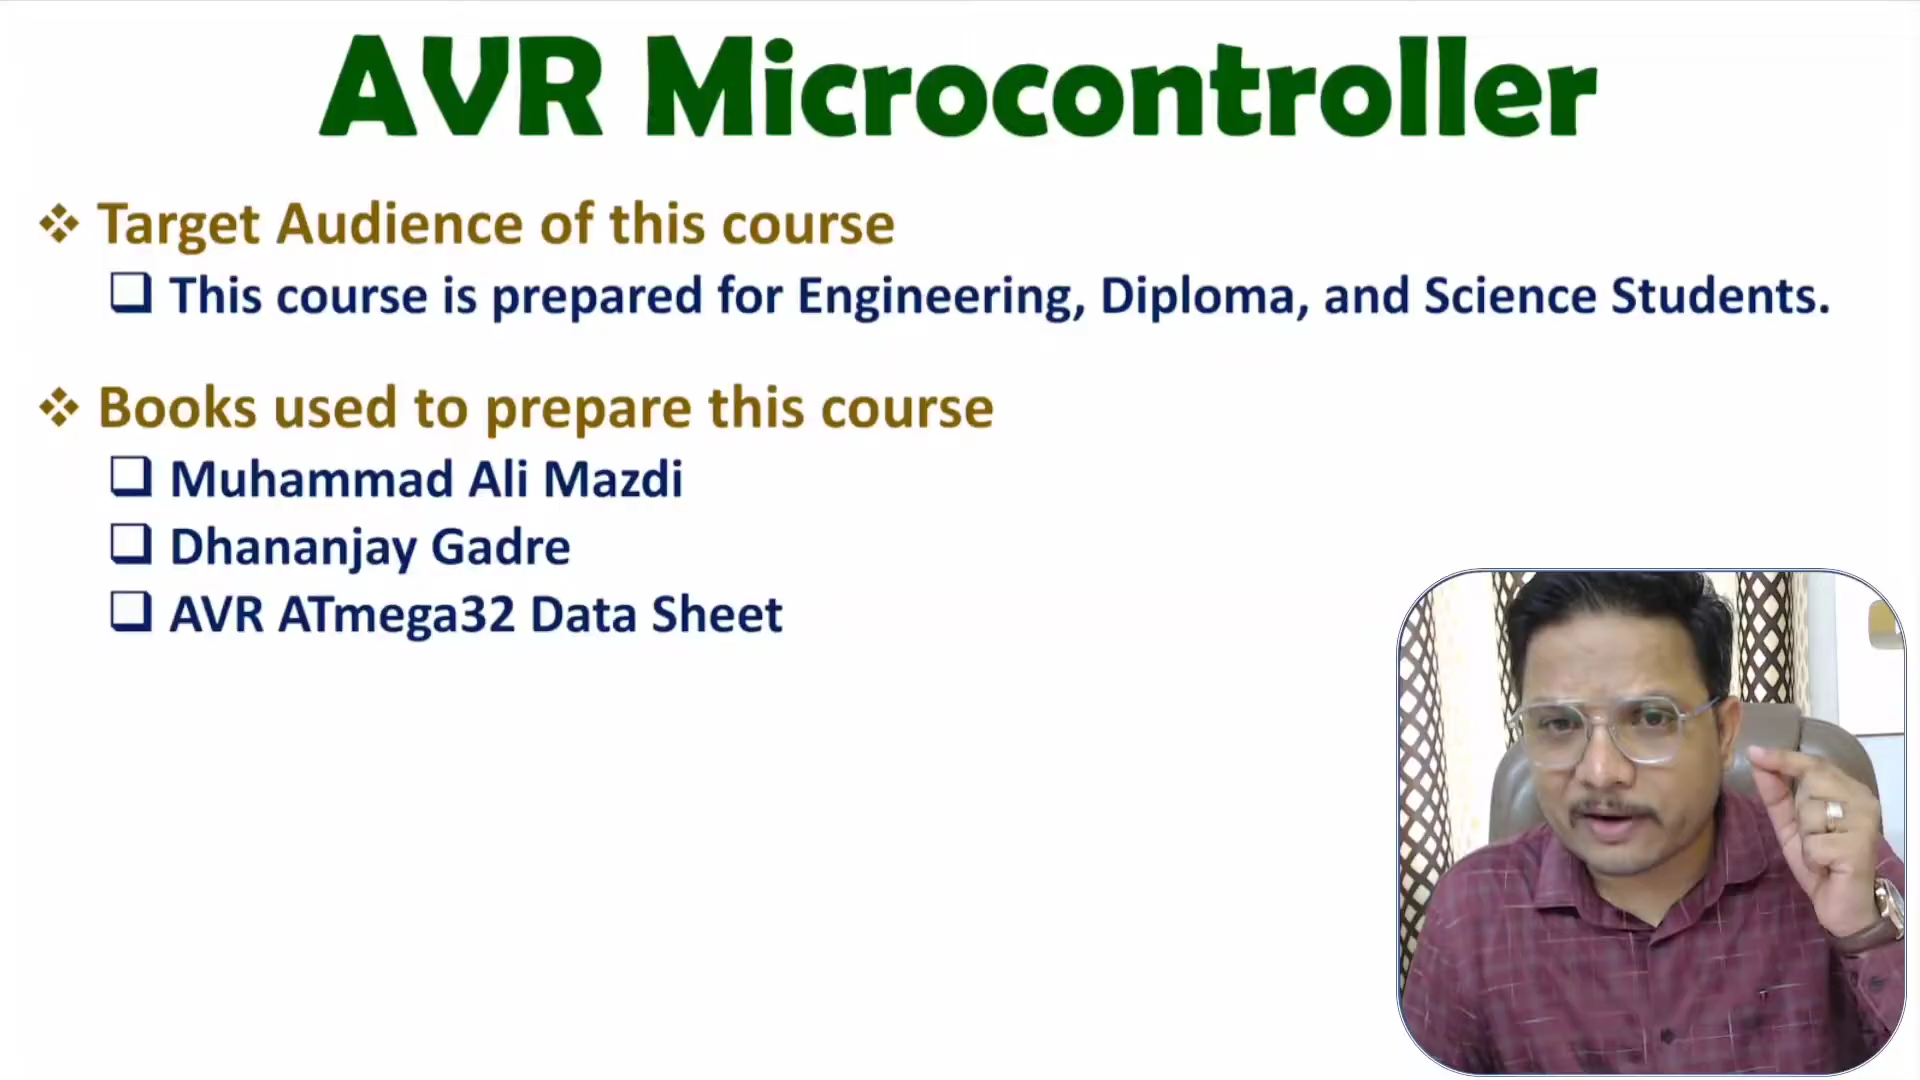 AVR Microcontroller
Target Audience of this course
This course is prepared for Engineering, Diploma, and Science Students.
Books used to prepare this course
Muhammad Ali Mazdi
Dhananjay Gadre
AVR ATmega32 Data Sheet